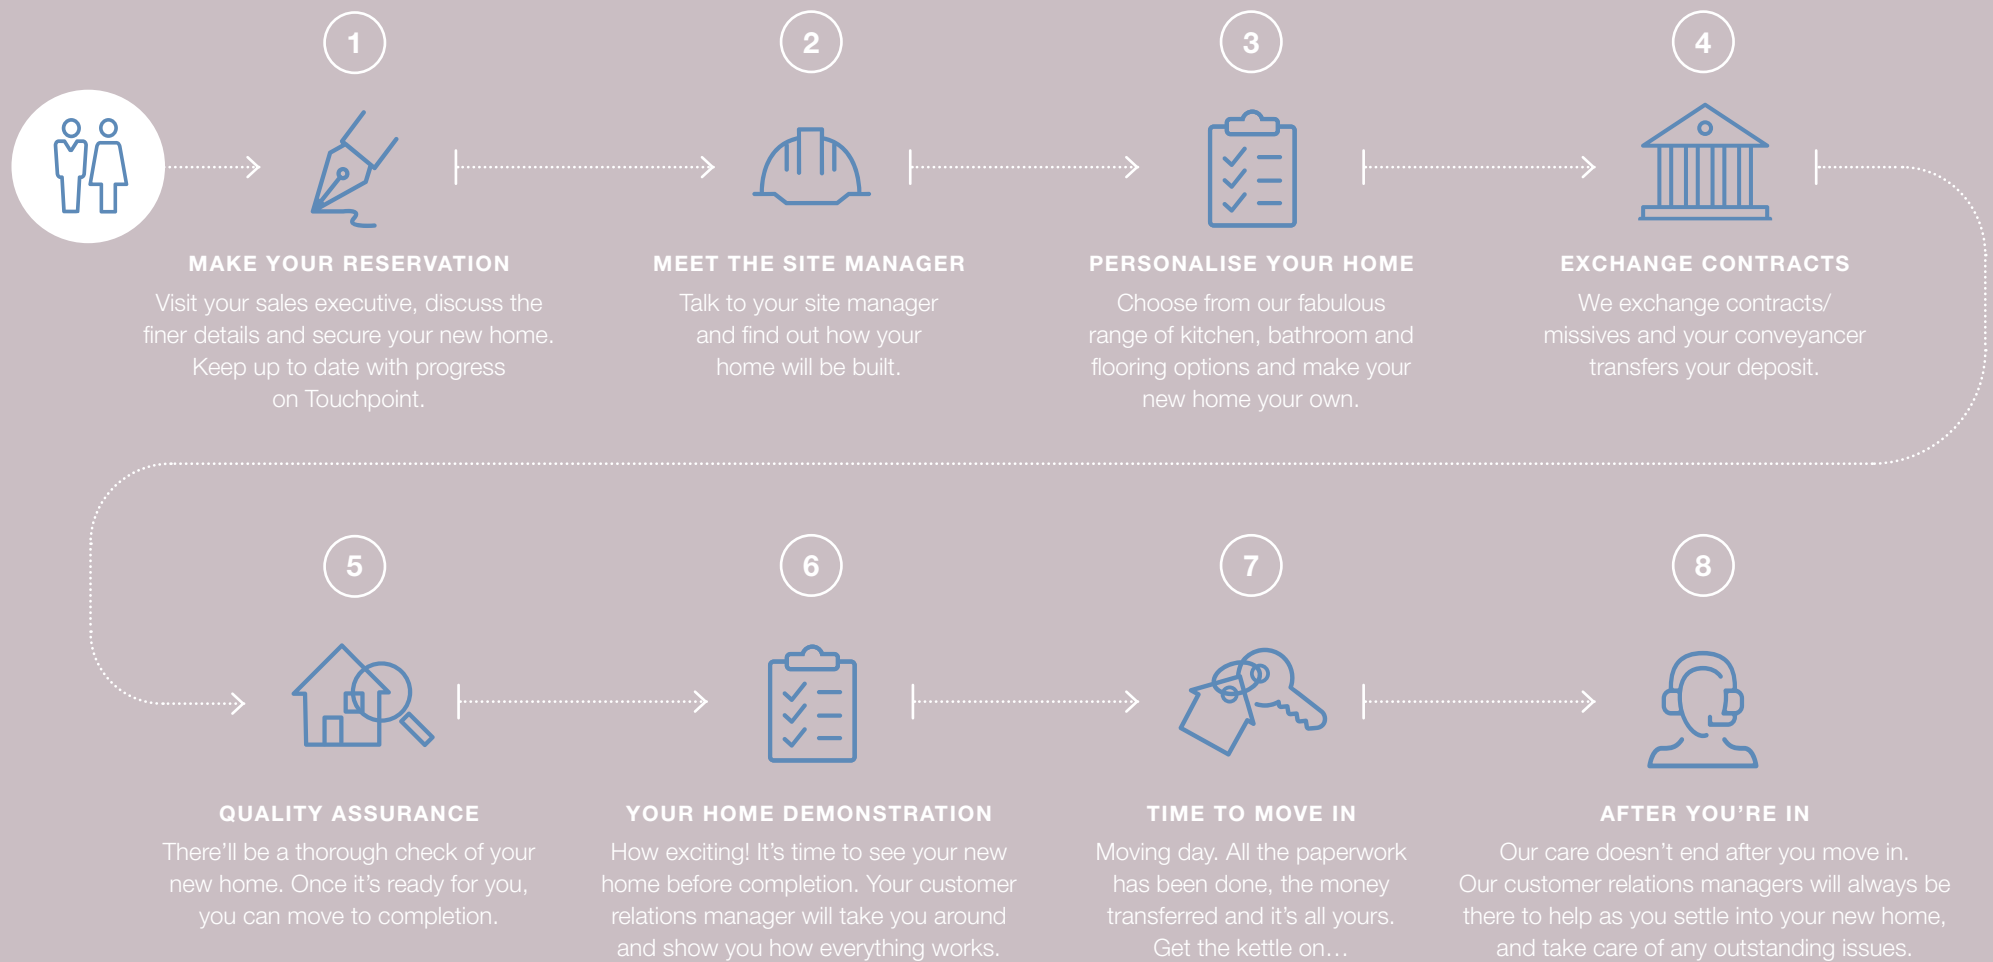 1
MAKE YOUR RESERVATION
Visit your sales executive, discuss the
finer details and secure your new home.
Keep up to date with progress
on Touchpoint.
2
MEET THE SITE MANAGER
Talk to your site manager
and find out how your
home will be built.
3
PERSONALISE YOUR HOME
Choose from our fabulous
range of kitchen, bathroom and
flooring options and make your
new home your own.
4
EXCHANGE CONTRACTS
We exchange contracts/
missives and your conveyancer
transfers your deposit.
5
QUALITY ASSURANCE
There’ll be a thorough check of your
new home. Once it’s ready for you,
you can move to completion.
6
YOUR HOME DEMONSTRATION
How exciting! It’s time to see your new
home before completion. Your customer
relations manager will take you around
and show you how everything works.
7
TIME TO MOVE IN
Moving day. All the paperwork
has been done, the money
transferred and it’s all yours.
Get the kettle on…
8
AFTER YOU’RE IN
Our care doesn’t end after you move in.
Our customer relations managers will always be
there to help as you settle into your new home,
and take care of any outstanding issues.